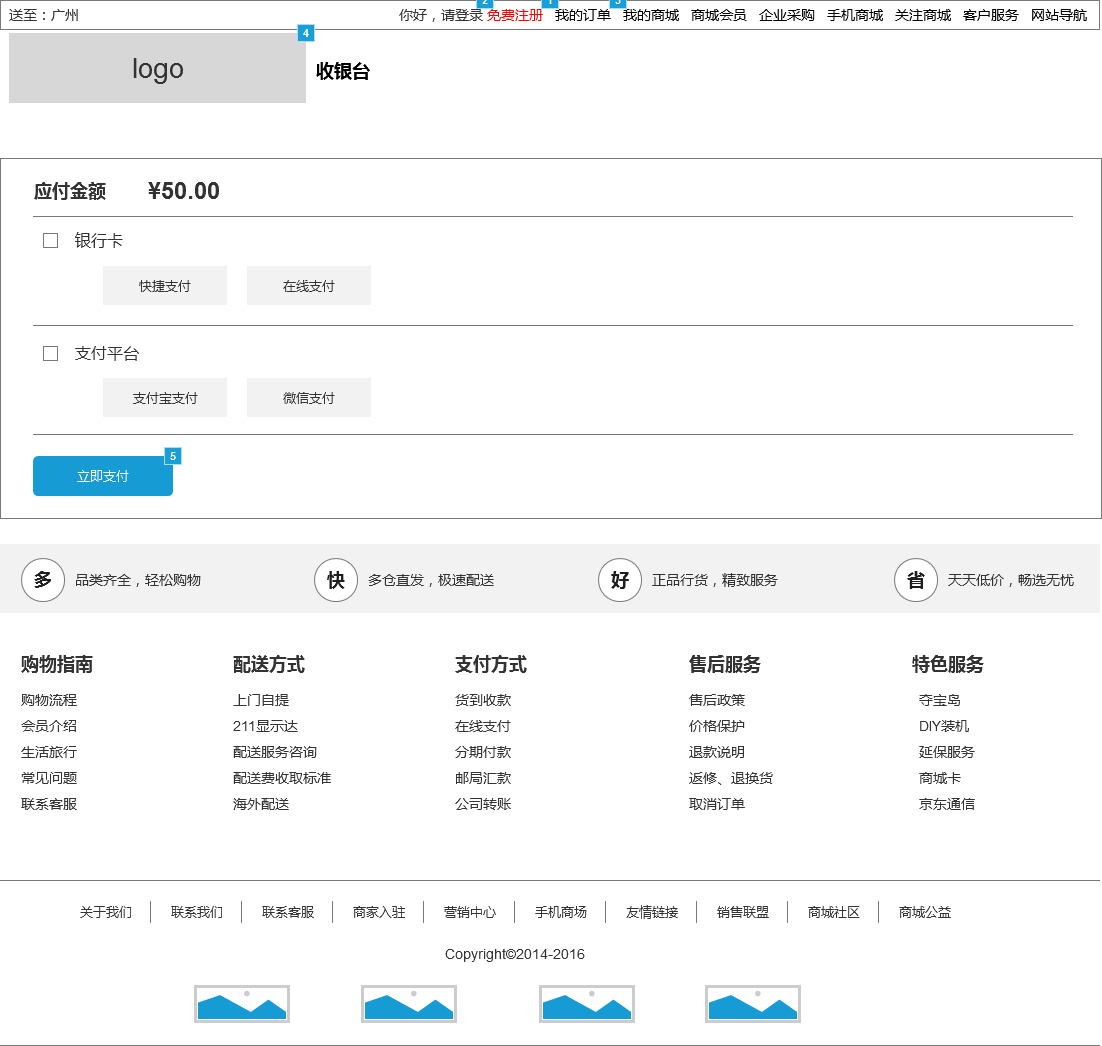 送至：广州 你好，请登录 2 免费注册 1 我的订单 3 我的商城 商城会员 企业采购 手机商城 关注商城 客户服务 网站导航
logo 4 收银台
应付金额 ¥50.00
银行卡
快捷支付 在线支付
支付平台
支付宝支付 微信支付
立即支付 5
多 品类齐全，轻松购物 快 多仓直发，极速配送 好 正品行货，精致服务 省 天天低价，畅选无忧
购物指南 配送方式 支付方式 售后服务 特色服务
购物流程 上门自提 货到收款 售后政策 夺宝岛
会员介绍 211显示达 在线支付 价格保护 DIY装机
生活旅行 配送服务咨询 分期付款 退款说明 延保服务
常见问题 配送费收取标准 邮局汇款 返修、退换货 商城卡
联系客服 海外配送 公司转账 取消订单 京东通信
关于我们 联系我们 联系客服 商家入驻 营销中心 手机商场 友情链接 销售联盟 商城社区 商城公益
Copyright©2014-2016